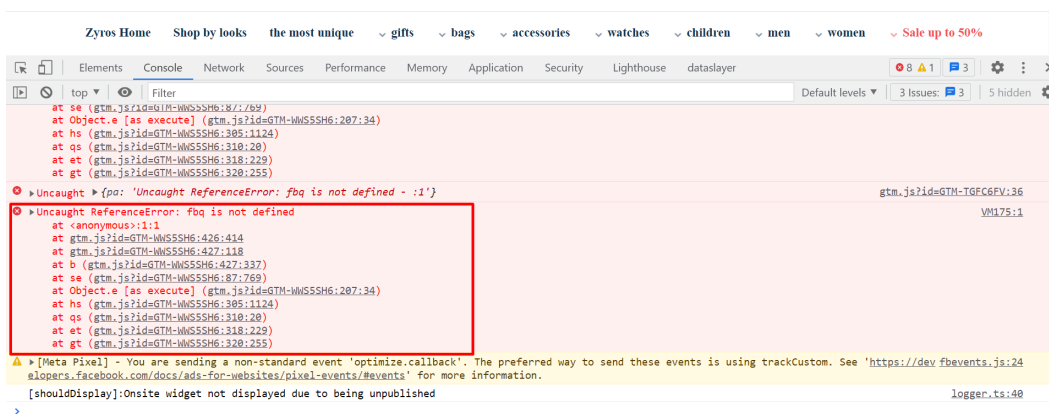 Zyros Home Shop by looks the most unique gifts bags accessories watches children men women Sale up to 50%
Elements Console Network Sources Performance Memory Application Security Lighthouse dataslayer 8 1 3
top ▼ Filter Default levels ▼ 3 Issues: 3 5 hidden
at se (gtm.js?id=GTM-WWS5SH6:87:769)
at Object.e [as execute] (gtm.js?id=GTM-WWS5SH6:207:34)
at hs (gtm.js?id=GTM-WWS5SH6:305:1124)
at qs (gtm.js?id=GTM-WWS5SH6:310:20)
at et (gtm.js?id=GTM-WWS5SH6:318:229)
at gt (gtm.js?id=GTM-WWS5SH6:320:255)
▶Uncaught ▶{pa: 'Uncaught ReferenceError: fbq is not defined - :1'} gtm.js?id=GTM-TGFC6FV:36
▶Uncaught ReferenceError: fbq is not defined VM175:1
at <anonymous>:1:1
at gtm.js?id=GTM-WWS5SH6:426:414
at gtm.js?id=GTM-WWS5SH6:427:118
at b (gtm.js?id=GTM-WWS5SH6:427:337)
at se (gtm.js?id=GTM-WWS5SH6:87:769)
at Object.e [as execute] (gtm.js?id=GTM-WWS5SH6:207:34)
at hs (gtm.js?id=GTM-WWS5SH6:305:1124)
at qs (gtm.js?id=GTM-WWS5SH6:310:20)
at et (gtm.js?id=GTM-WWS5SH6:318:229)
at gt (gtm.js?id=GTM-WWS5SH6:320:255)
▶[Meta Pixel] - You are sending a non-standard event 'optimize.callback'. The preferred way to send these events is using trackCustom. See 'https://dev fbevents.js:24
elopers.facebook.com/docs/ads-for-websites/pixel-events/#events' for more information.
[shouldDisplay]:Onsite widget not displayed due to being unpublished logger.ts:40